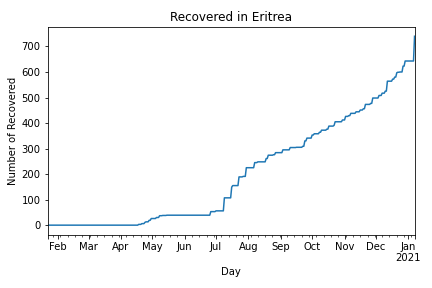 Recovered in Eritrea
Number of Recovered
700
600
500
400
300
200
100
0
Feb Mar Apr May Jun Jul Aug Sep Oct Nov Dec Jan
2021
Day